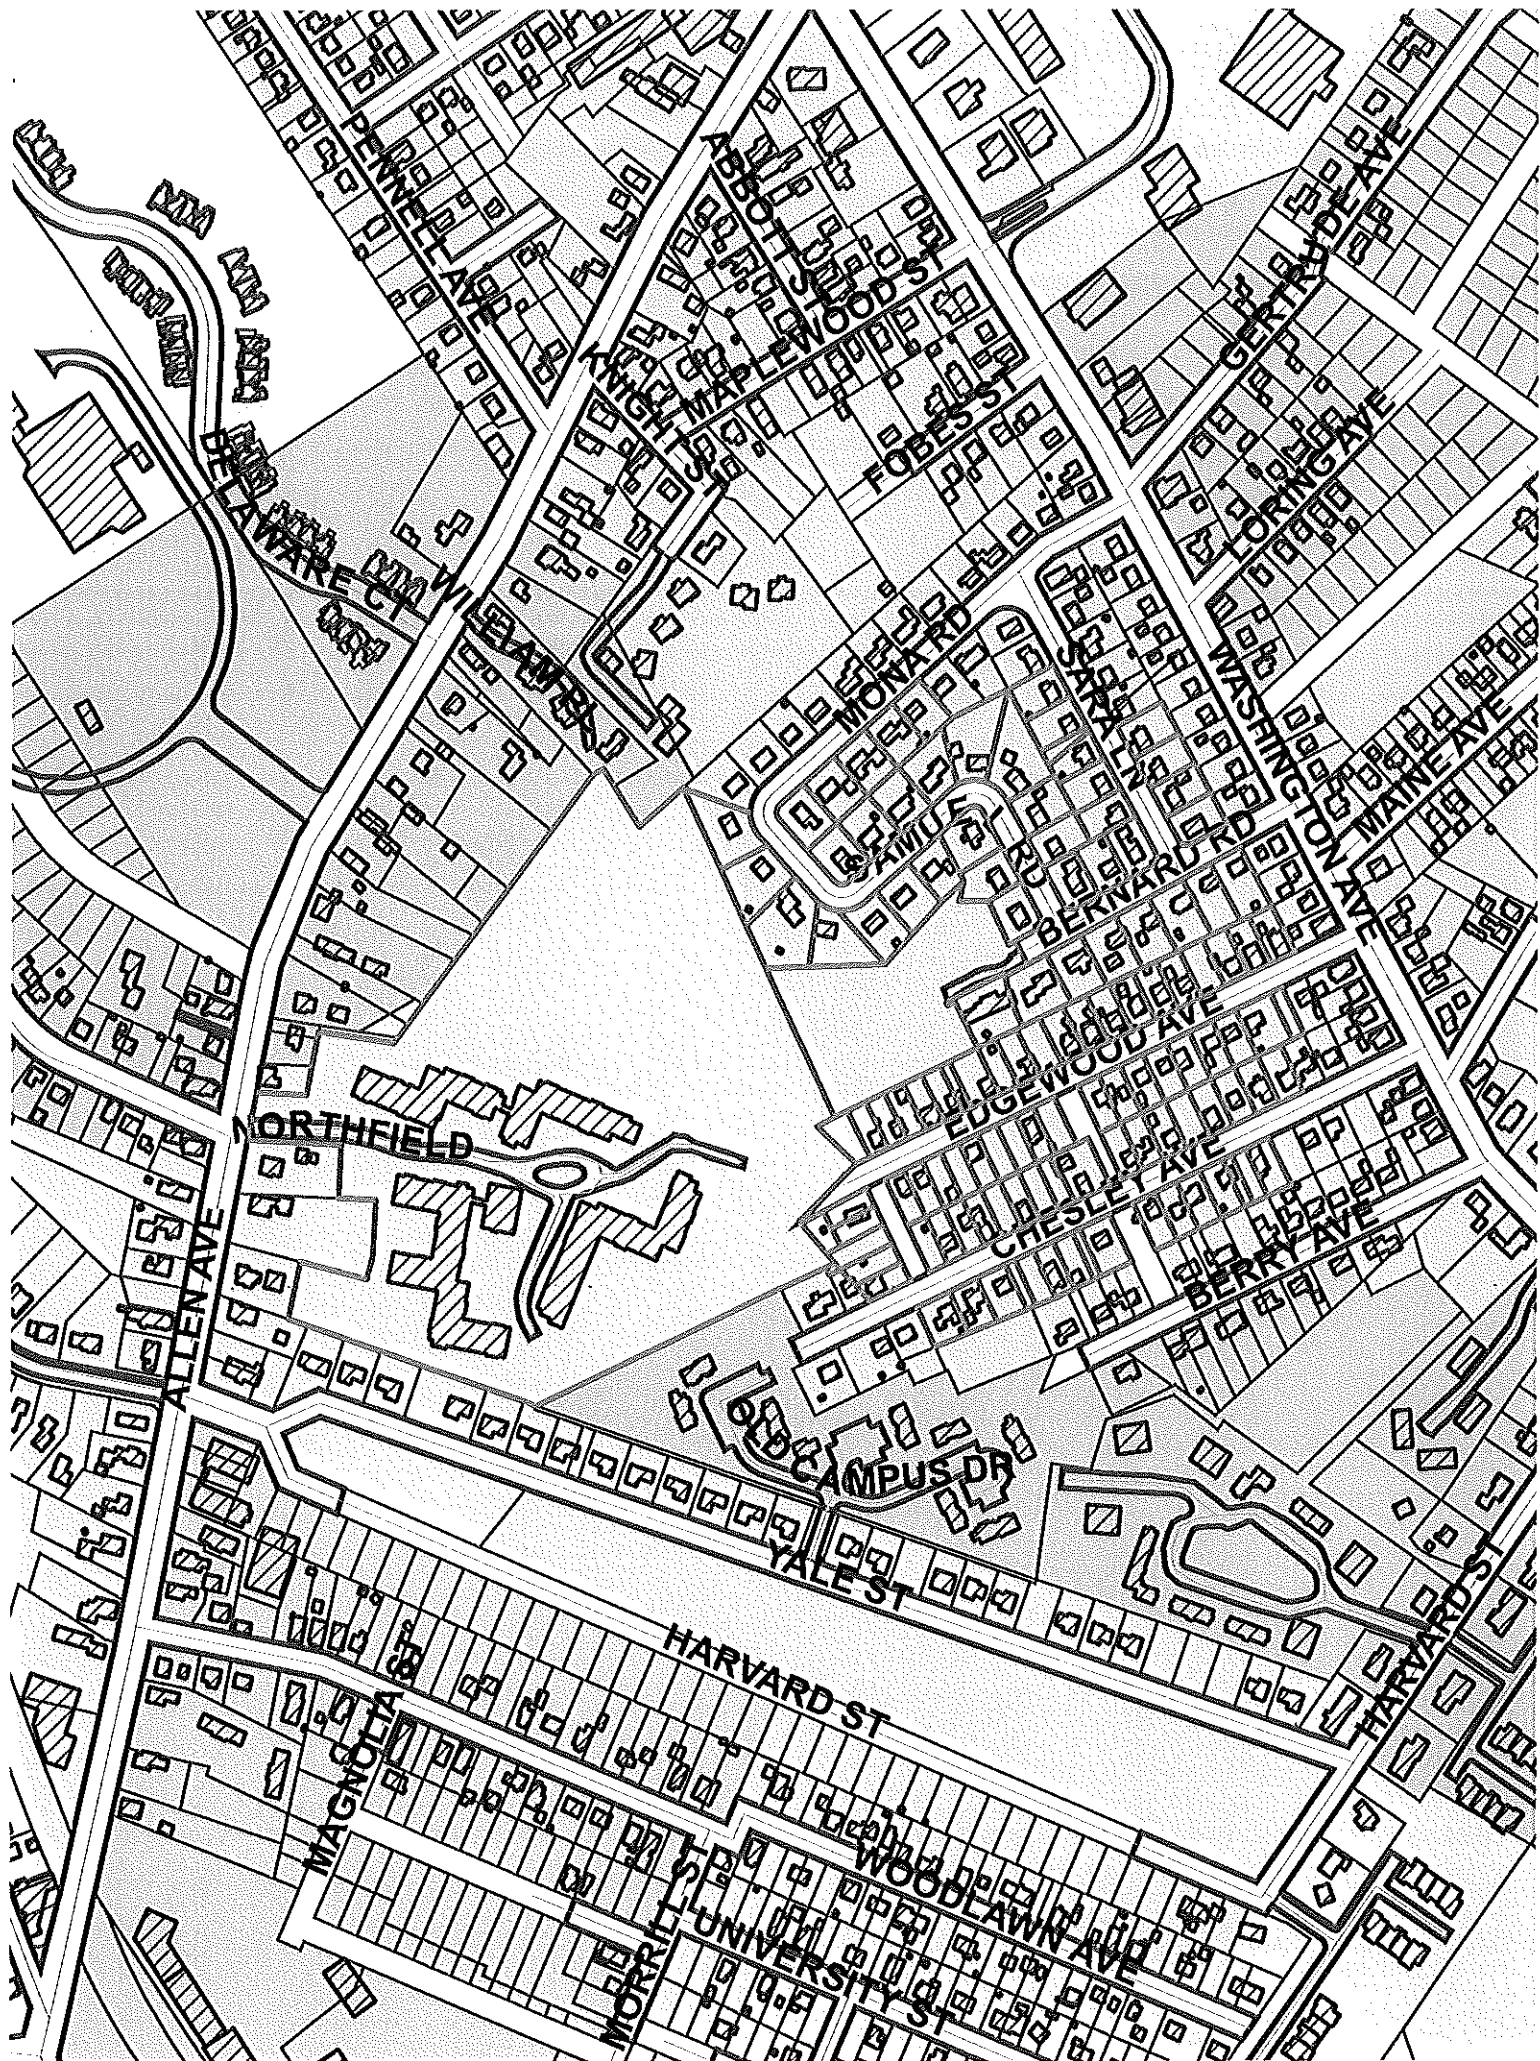 PENNELL AVE
ABBOTT ST
GERTRUDE AVE
MAPLEWOOD ST
KNIGHT ST
FOBES ST
LORING AVE
DELAWARE CT
WILLIAM
MONA RD
SARA LN
WASHINGTON AVE
MAINE AVE
SAMUEL RD
BERNARD RD
EDGEWOOD AVE
NORTHFIELD
CHESLEY AVE
BERRY AVE
ALLEN AVE
OLD CAMPUS DR
YALE ST
HARVARD ST
HARVARD ST
MAGNOLIA ST
WOODLAWN AVE
MORRILL ST
UNIVERSITY ST